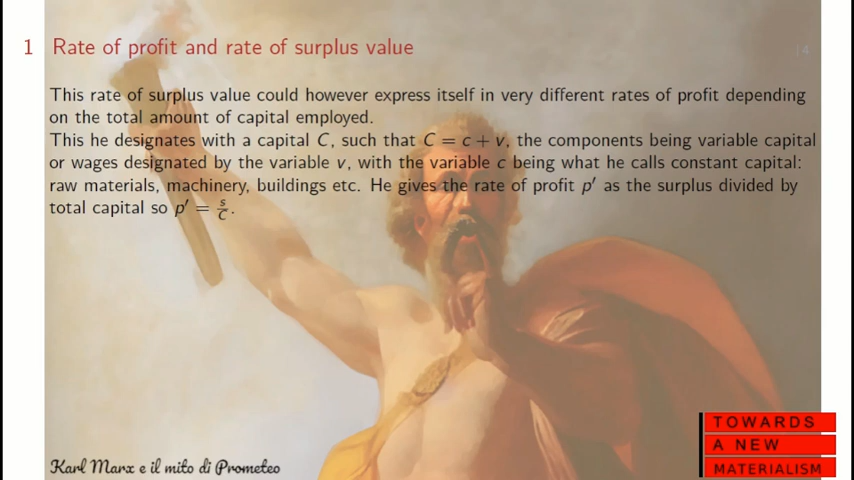 1 Rate of profit and rate of surplus value
14
This rate of surplus value could however express itself in very different rates of profit depending
on the total amount of capital employed.
This he designates with a capital C, such that C = c + v, the components being variable capital
or wages designated by the variable v, with the variable c being what he calls constant capital:
raw materials, machinery, buildings etc. He gives the rate of profit p′ as the surplus divided by
total capital so p′ = s/C.
Karl Marx e il mito di Prometeo
TOWARDS
A NEW
MATERIALISM